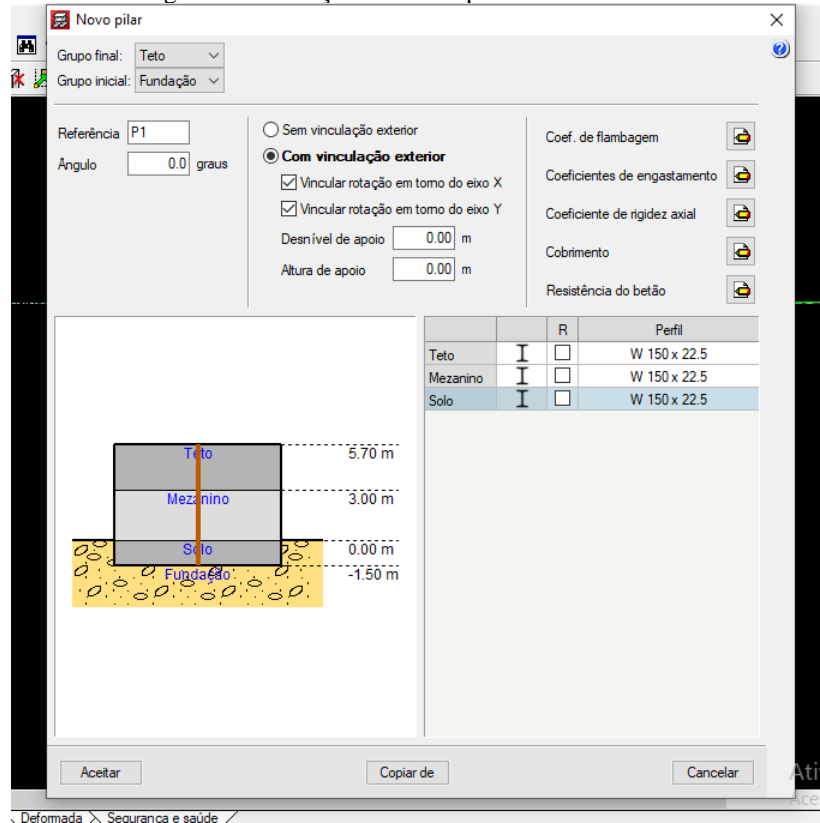 Novo pilar
Grupo final: Teto
Grupo inicial: Fundação
Referência P1
Ângulo 0.0 graus
Sem vinculação exterior
Com vinculação exterior
Vincular rotação em torno do eixo X
Vincular rotação em torno do eixo Y
Desnível de apoio 0.00 m
Altura de apoio 0.00 m
Coef. de flambagem
Coeficientes de engastamento
Coeficiente de rigidez axial
Cobrimento
Resistência do betão
R Perfil
Teto W 150 x 22.5
Mezanino W 150 x 22.5
Solo W 150 x 22.5
Teto 5.70 m
Mezanino 3.00 m
Solo 0.00 m
Fundação -1.50 m
Aceitar Copiar de Cancelar
Deformada Segurança e saúde